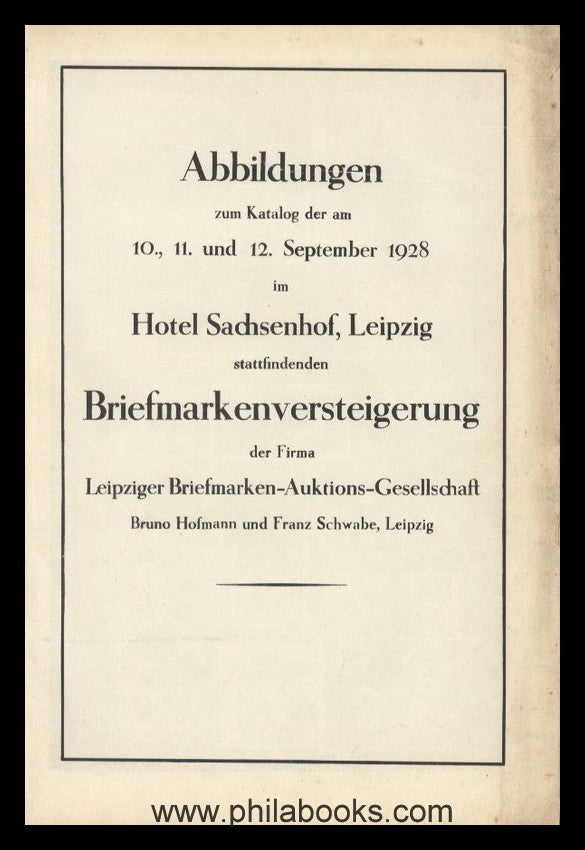 Abbildungen
zum Katalog der am
10., 11. und 12. September 1928
im
Hotel Sachsenhof, Leipzig
stattfindenden
Briefmarkenversteigerung
der Firma
Leipziger Briefmarken-Auktions-Gesellschaft
Bruno Hofmann und Franz Schwabe, Leipzig
www.philabooks.com